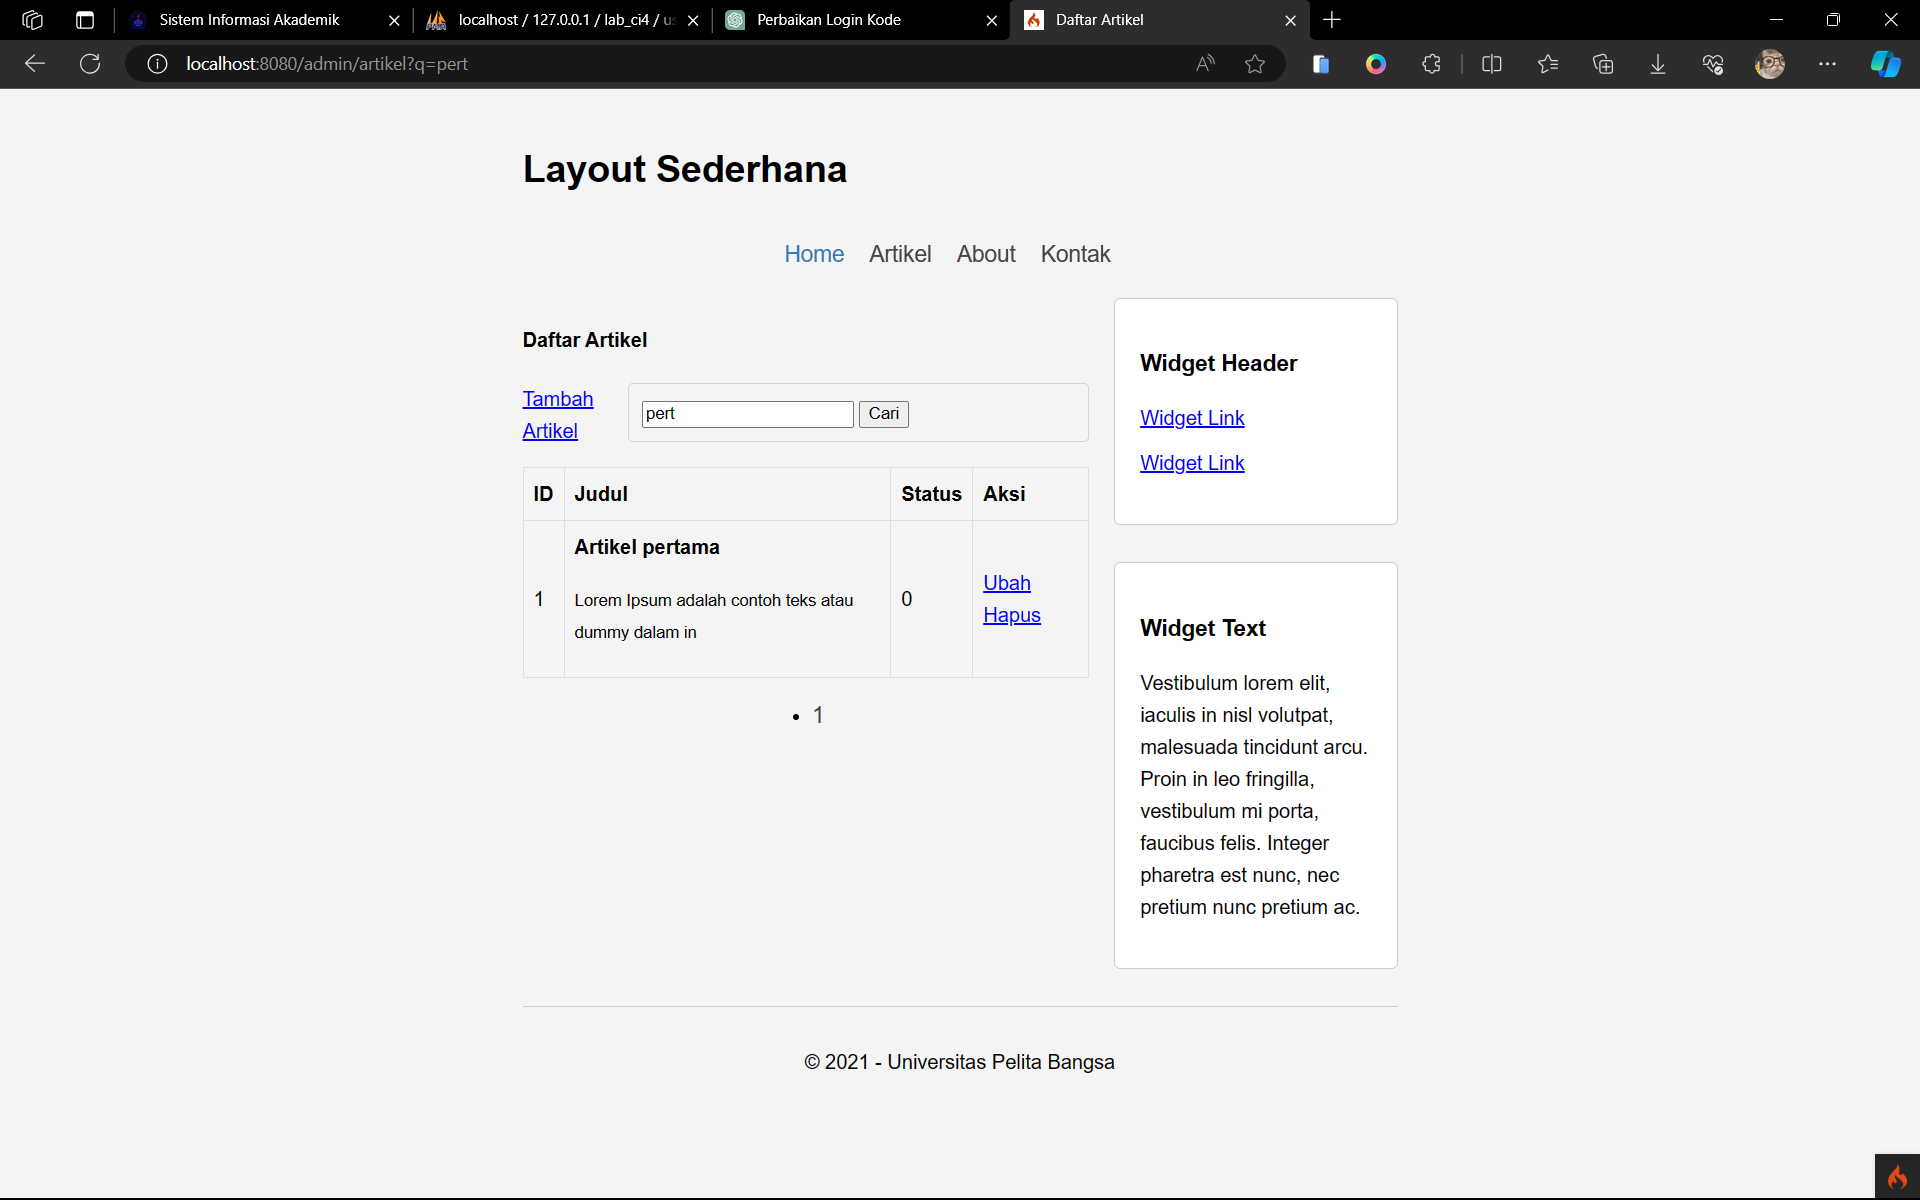 Sistem Informasi Akademik
localhost / 127.0.0.1 / lab_ci4 / us
Perbaikan Login Kode
Daftar Artikel
localhost:8080/admin/artikel?q=pert
Layout Sederhana
Home Artikel About Kontak
Daftar Artikel
Tambah
Artikel
pert Cari
ID Judul Status Aksi
Artikel pertama
1 Lorem Ipsum adalah contoh teks atau
dummy dalam in
0
Ubah
Hapus
• 1
Widget Header
Widget Link
Widget Link
Widget Text
Vestibulum lorem elit,
iaculis in nisl volutpat,
malesuada tincidunt arcu.
Proin in leo fringilla,
vestibulum mi porta,
faucibus felis. Integer
pharetra est nunc, nec
pretium nunc pretium ac.
© 2021 - Universitas Pelita Bangsa